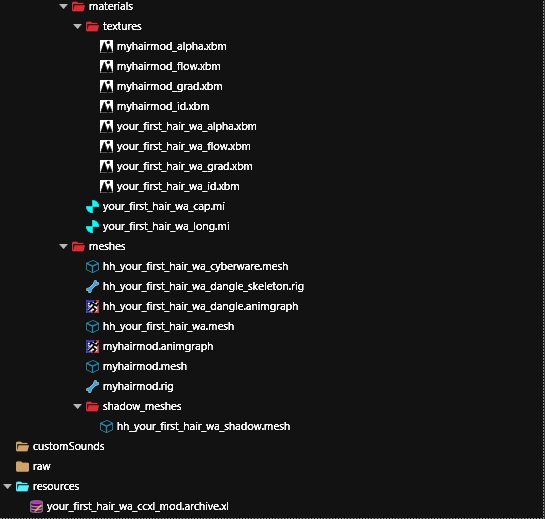 materials
textures
myhairmod_alpha.xbm
myhairmod_flow.xbm
myhairmod_grad.xbm
myhairmod_id.xbm
your_first_hair_wa_alpha.xbm
your_first_hair_wa_flow.xbm
your_first_hair_wa_grad.xbm
your_first_hair_wa_id.xbm
your_first_hair_wa_cap.mi
your_first_hair_wa_long.mi
meshes
hh_your_first_hair_wa_cyberware.mesh
hh_your_first_hair_wa_dangle_skeleton.rig
hh_your_first_hair_wa_dangle.animgraph
hh_your_first_hair_wa.mesh
myhairmod.animgraph
myhairmod.mesh
myhairmod.rig
shadow_meshes
hh_your_first_hair_wa_shadow.mesh
customSounds
raw
resources
your_first_hair_wa_ccxl_mod.archive.xl